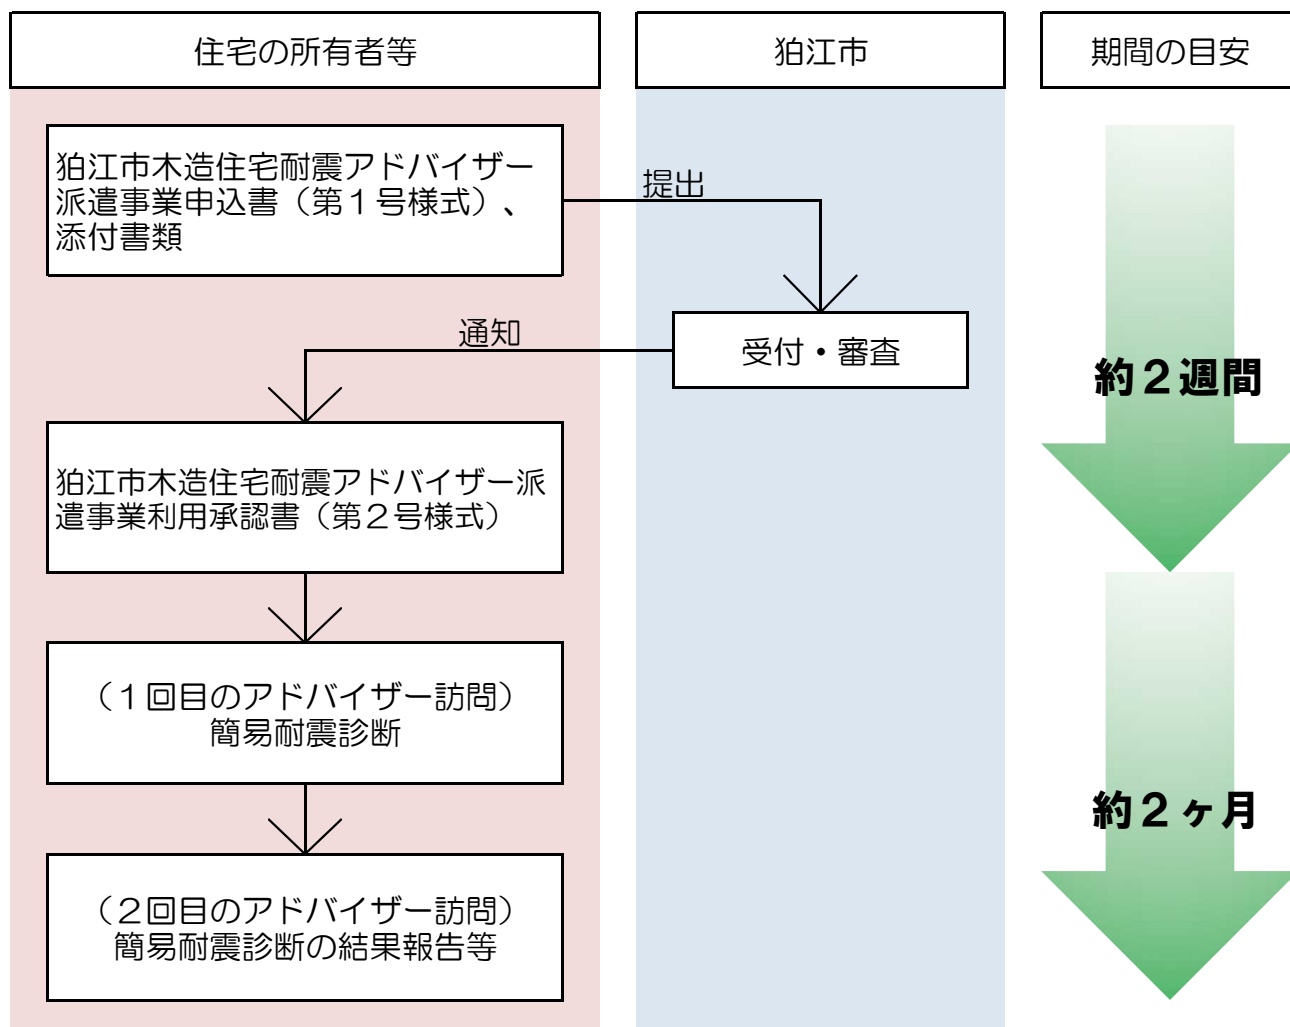 住宅の所有者等
狛江市
期間の目安
狛江市木造住宅耐震アドバイザー
派遣事業申込書（第１号様式）、
添付書類
提出
受付・審査
通知
約２週間
狛江市木造住宅耐震アドバイザー派
遣事業利用承認書（第２号様式）
（１回目のアドバイザー訪問）
簡易耐震診断
約２ヶ月
（２回目のアドバイザー訪問）
簡易耐震診断の結果報告等